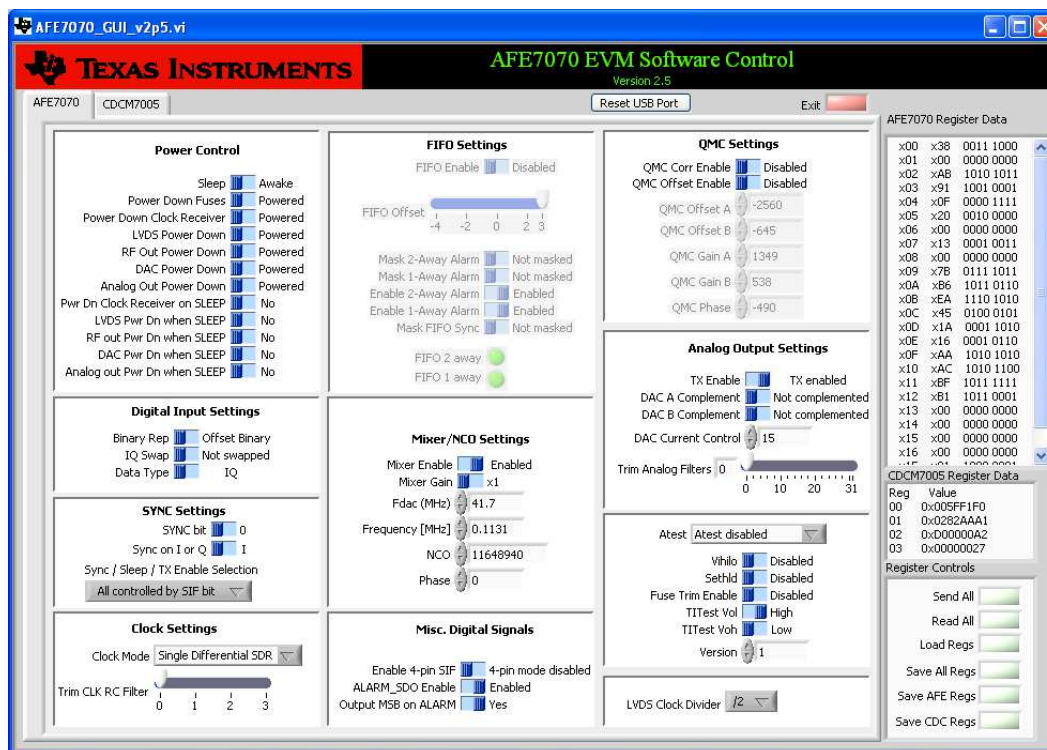 AFE7070_GUI_v2p5.vi
TEXAS INSTRUMENTS
AFE7070 EVM Software Control
Version 2.5
AFE7070
CDCM7005
Reset USB Port
Exit
Power Control
Sleep Awake
Power Down Fuses Powered
Power Down Clock Receiver Powered
LVDS Power Down Powered
RF Out Power Down Powered
DAC Power Down Powered
Analog Out Power Down Powered
Pwr Dn Clock Receiver on SLEEP No
LVDS Pwr Dn when SLEEP No
RF out Pwr Dn when SLEEP No
DAC Pwr Dn when SLEEP No
Analog out Pwr Dn when SLEEP No
Digital Input Settings
Binary Rep Offset Binary
IQ Swap Not swapped
Data Type IQ
SYNC Settings
SYNC bit 0
Sync on I or Q I
Sync / Sleep / TX Enable Selection
All controlled by SIF bit
Clock Settings
Clock Mode Single Differential SDR
Trim CLK RC Filter
0 1 2 3
FIFO Settings
FIFO Enable Disabled
FIFO Offset
-4 -2 0 2 3
Mask 2-Away Alarm Not masked
Mask 1-Away Alarm Not masked
Enable 2-Away Alarm Enabled
Enable 1-Away Alarm Enabled
Mask FIFO Sync Not masked
FIFO 2 away
FIFO 1 away
Mixer/NCO Settings
Mixer Enable Enabled
Mixer Gain x1
Fdac (MHz) 41.7
Frequency [MHz] 0.1131
NCO 11648940
Phase 0
Misc. Digital Signals
Enable 4-pin SIF 4-pin mode disabled
ALARM_SDO Enable Enabled
Output MSB on ALARM Yes
QMC Settings
QMC Corr Enable Disabled
QMC Offset Enable Disabled
QMC Offset A -2560
QMC Offset B -645
QMC Gain A 1349
QMC Gain B 538
QMC Phase -490
Analog Output Settings
TX Enable TX enabled
DAC A Complement Not complemented
DAC B Complement Not complemented
DAC Current Control 15
Trim Analog Filters 0
0 10 20 31
Atest Atest disabled
Vihilo Disabled
Sethld Disabled
Fuse Trim Enable Disabled
TITest Vol High
TITest Voh Low
Version 1
LVDS Clock Divider /2
AFE7070 Register Data
x00 x38 0011 1000
x01 x00 0000 0000
x02 xAB 1010 1011
x03 x91 1001 0001
x04 x0F 0000 1111
x05 x20 0010 0000
x06 x00 0000 0000
x07 x13 0001 0011
x08 x00 0000 0000
x09 x7B 0111 1011
x0A xB6 1011 0110
x0B xEA 1110 1010
x0C x45 0100 0101
x0D x1A 0001 1010
x0E x16 0001 0110
x0F xAA 1010 1010
x10 xAC 1010 1100
x11 xBF 1011 1111
x12 xB1 1011 0001
x13 x00 0000 0000
x14 x00 0000 0000
x15 x00 0000 0000
x16 x00 0000 0000
CDCM7005 Register Data
Reg Value
00 0x005FF1F0
01 0x0282AAA1
02 0xD00000A2
03 0x00000027
Register Controls
Send All
Read All
Load Regs
Save All Regs
Save AFE Regs
Save CDC Regs